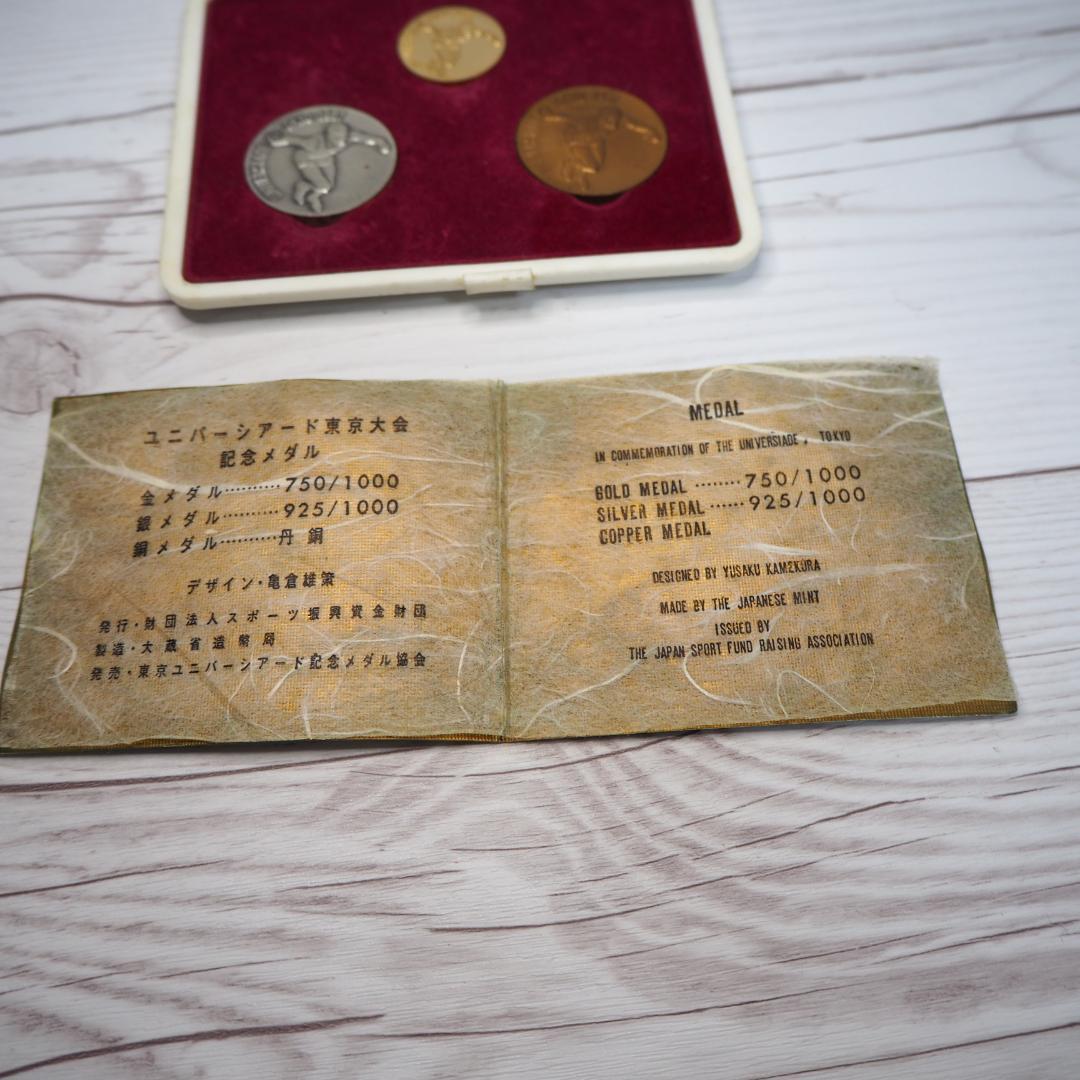 ユニバーシアード東京大会
記念メダル
金メダル··········750/1000
銀メダル··········925/1000
銅メダル··········丹 銅
デザイン·亀倉雄策
発行·財団法人スポーツ振興資金財団
製造·大蔵省造幣局
発売·東京ユニバーシアード記念メダル協会
MEDAL
IN COMMEMORATION OF THE UNIVERSIADE, TOKYO
GOLD MEDAL ········750/1000
SILVER MEDAL ······925/1000
COPPER MEDAL
DESIGNED BY YUSAKU KAMEKURA
MADE BY THE JAPANESE MINT
ISSUED BY
THE JAPAN SPORT FUND RAISING ASSOCIATION